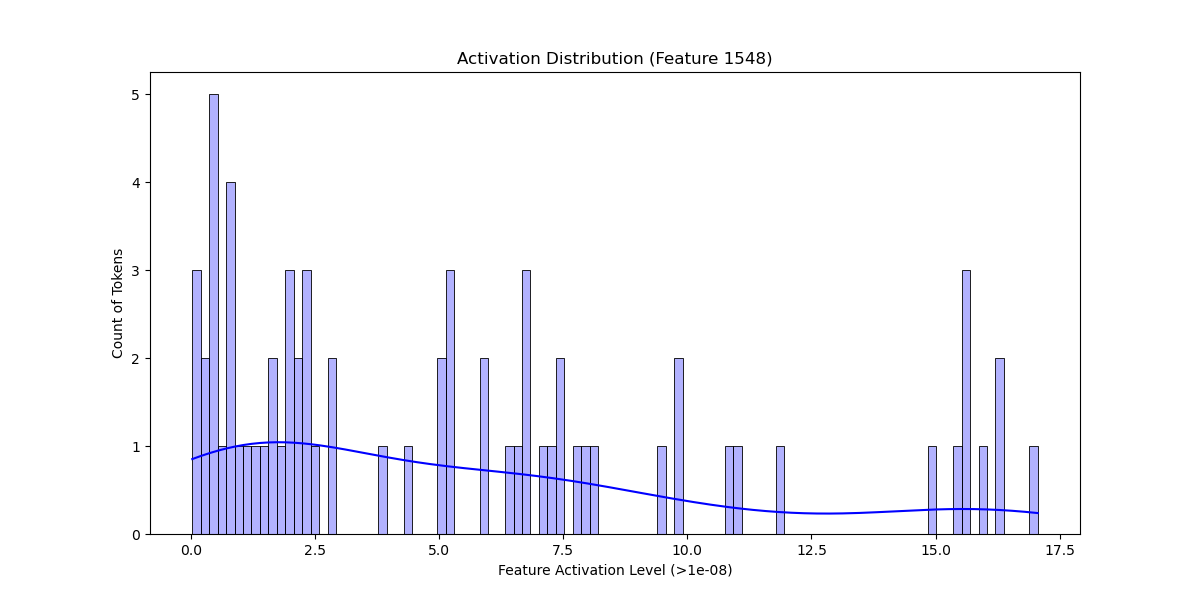 Activation Distribution (Feature 1548)
5
4
3
2
1
0
Count of Tokens
0.0 2.5 5.0 7.5 10.0 12.5 15.0 17.5
Feature Activation Level (>1e-08)